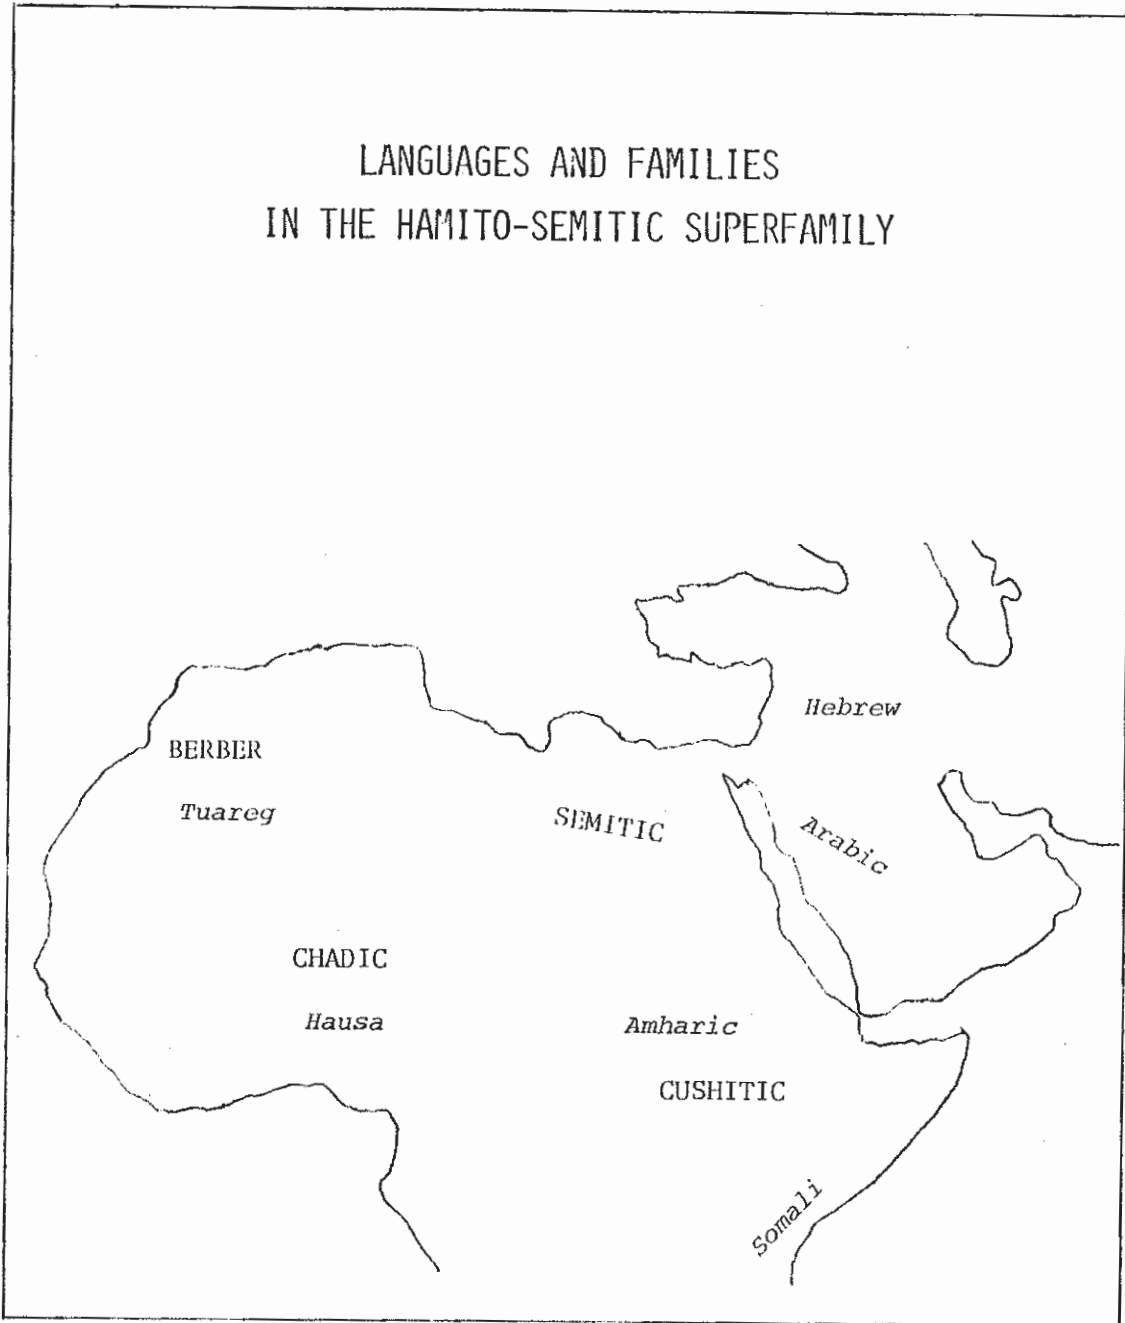 LANGUAGES AND FAMILIES
IN THE HAMITO-SEMITIC SUPERFAMILY
Hebrew
BERBER
Tuareg
SEMITIC
Arabic
CHADIC
Hausa
Amharic
CUSHITIC
Somali